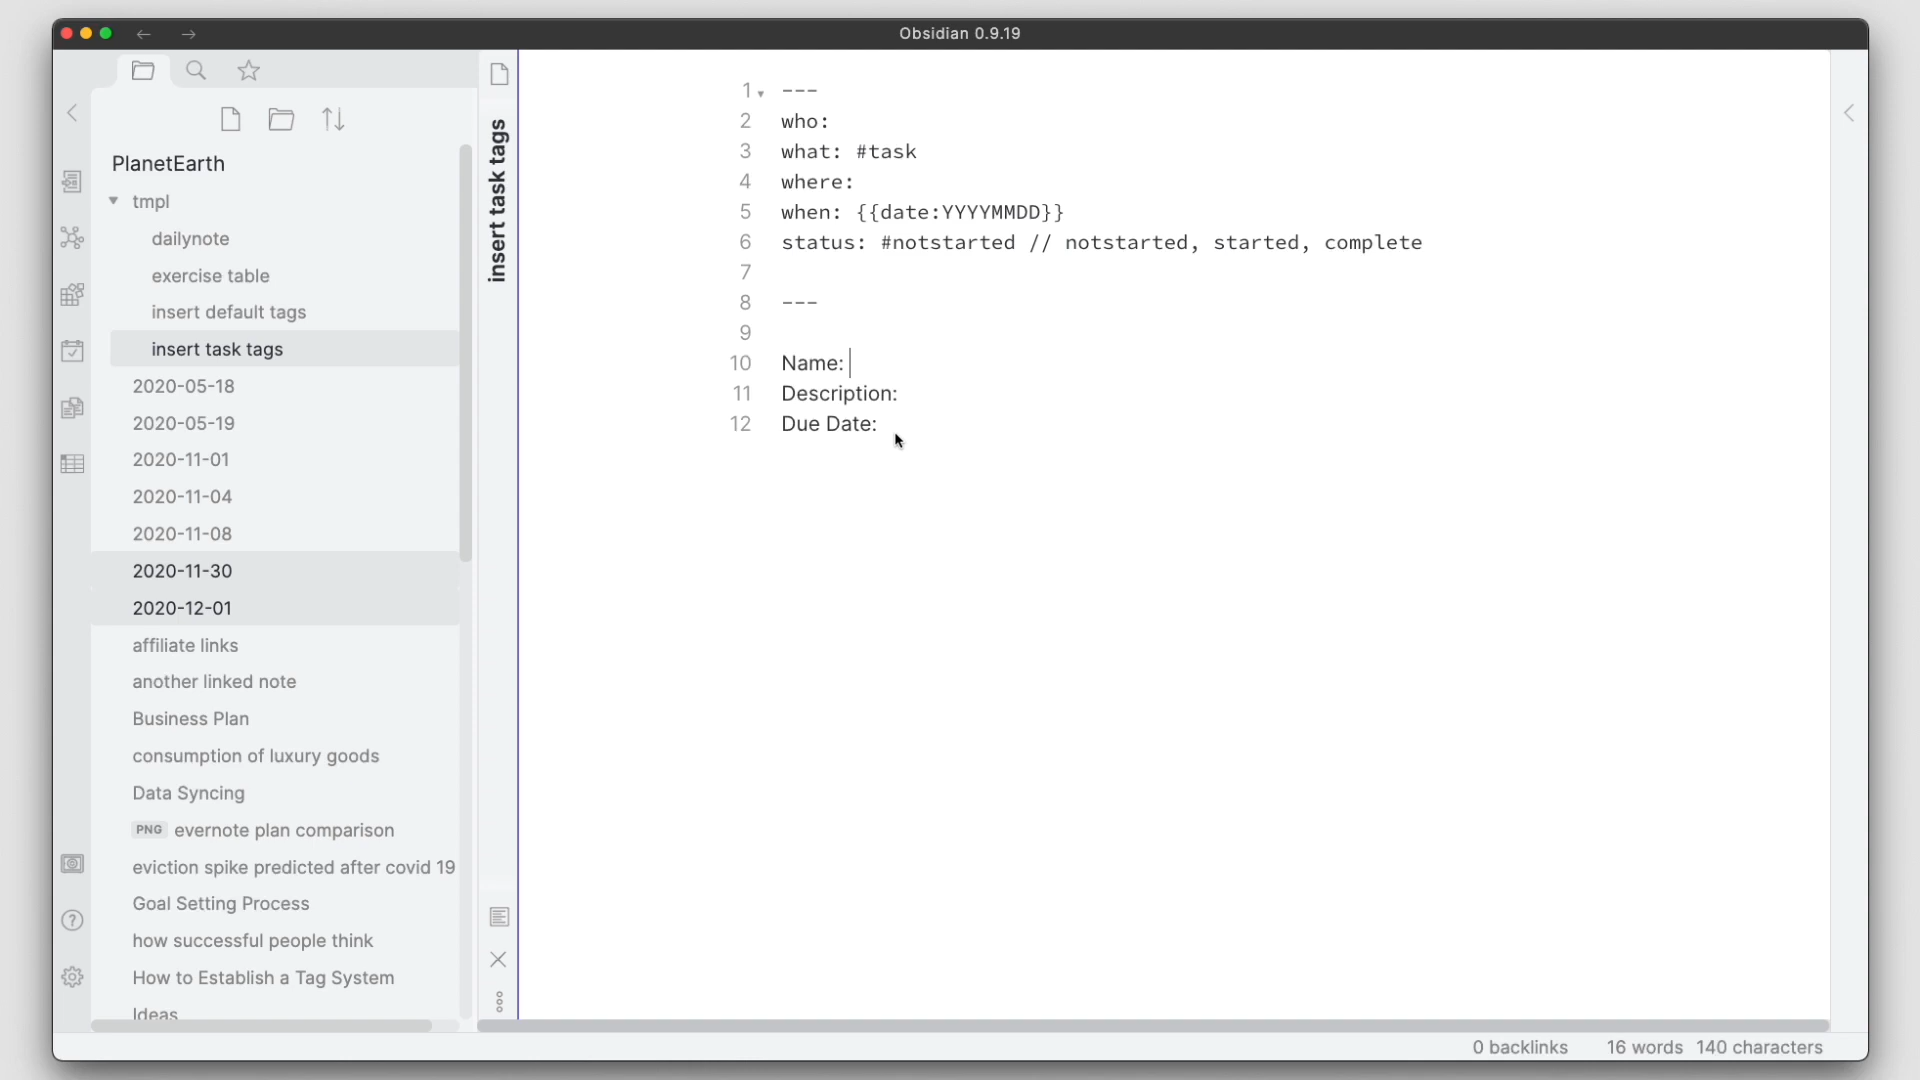 Obsidian 0.9.19
PlanetEarth
tmpl
dailynote
exercise table
insert default tags
insert task tags
2020-05-18
2020-05-19
2020-11-01
2020-11-04
2020-11-08
2020-11-30
2020-12-01
affiliate links
another linked note
Business Plan
consumption of luxury goods
Data Syncing
PNG evernote plan comparison
eviction spike predicted after covid 19
Goal Setting Process
how successful people think
How to Establish a Tag System
Ideas
insert task tags
1 ---
2 who:
3 what: #task
4 where:
5 when: {{date:YYYYMMDD}}
6 status: #notstarted // notstarted, started, complete
7
8 ---
9
10 Name:
11 Description:
12 Due Date:
0 backlinks 16 words 140 characters